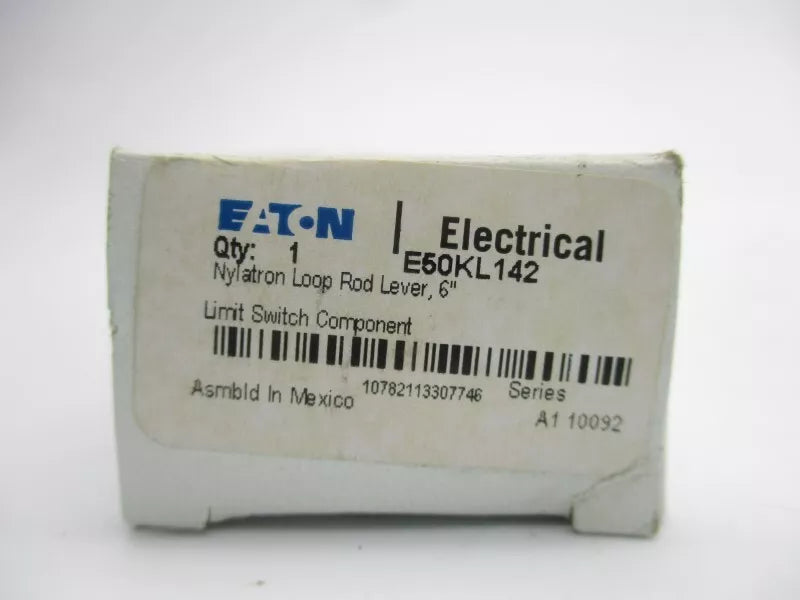 EATON | Electrical
Qty: 1 E50KL142
Nylatron Loop Rod Lever, 6"
Limit Switch Component
Asmbld In Mexico 10782113307746 Series
A1 10092